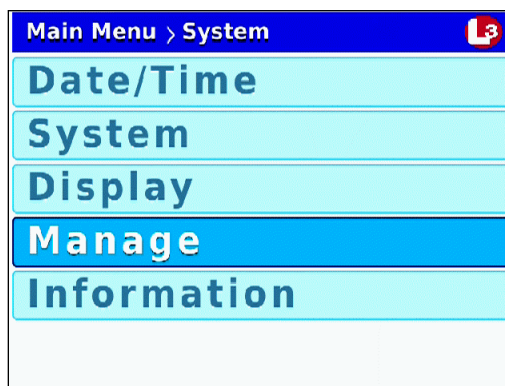 Main Menu > System
L3
Date/Time
System
Display
Manage
Information